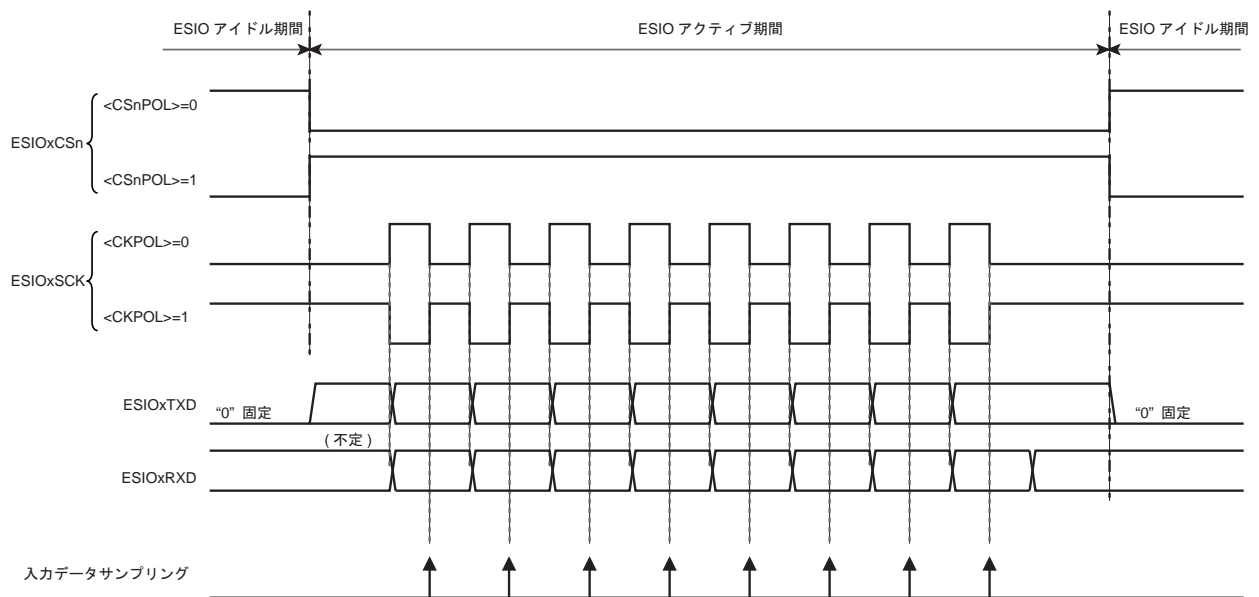 ESIO アイドル期間
ESIO アクティブ期間
ESIO アイドル期間
<CSnPOL>=0
ESIOxCSn
<CSnPOL>=1
<CKPOL>=0
ESIOxSCK
<CKPOL>=1
ESIOxTXD
“0” 固定
“0” 固定
( 不定 )
ESIOxRXD
入力データサンプリング